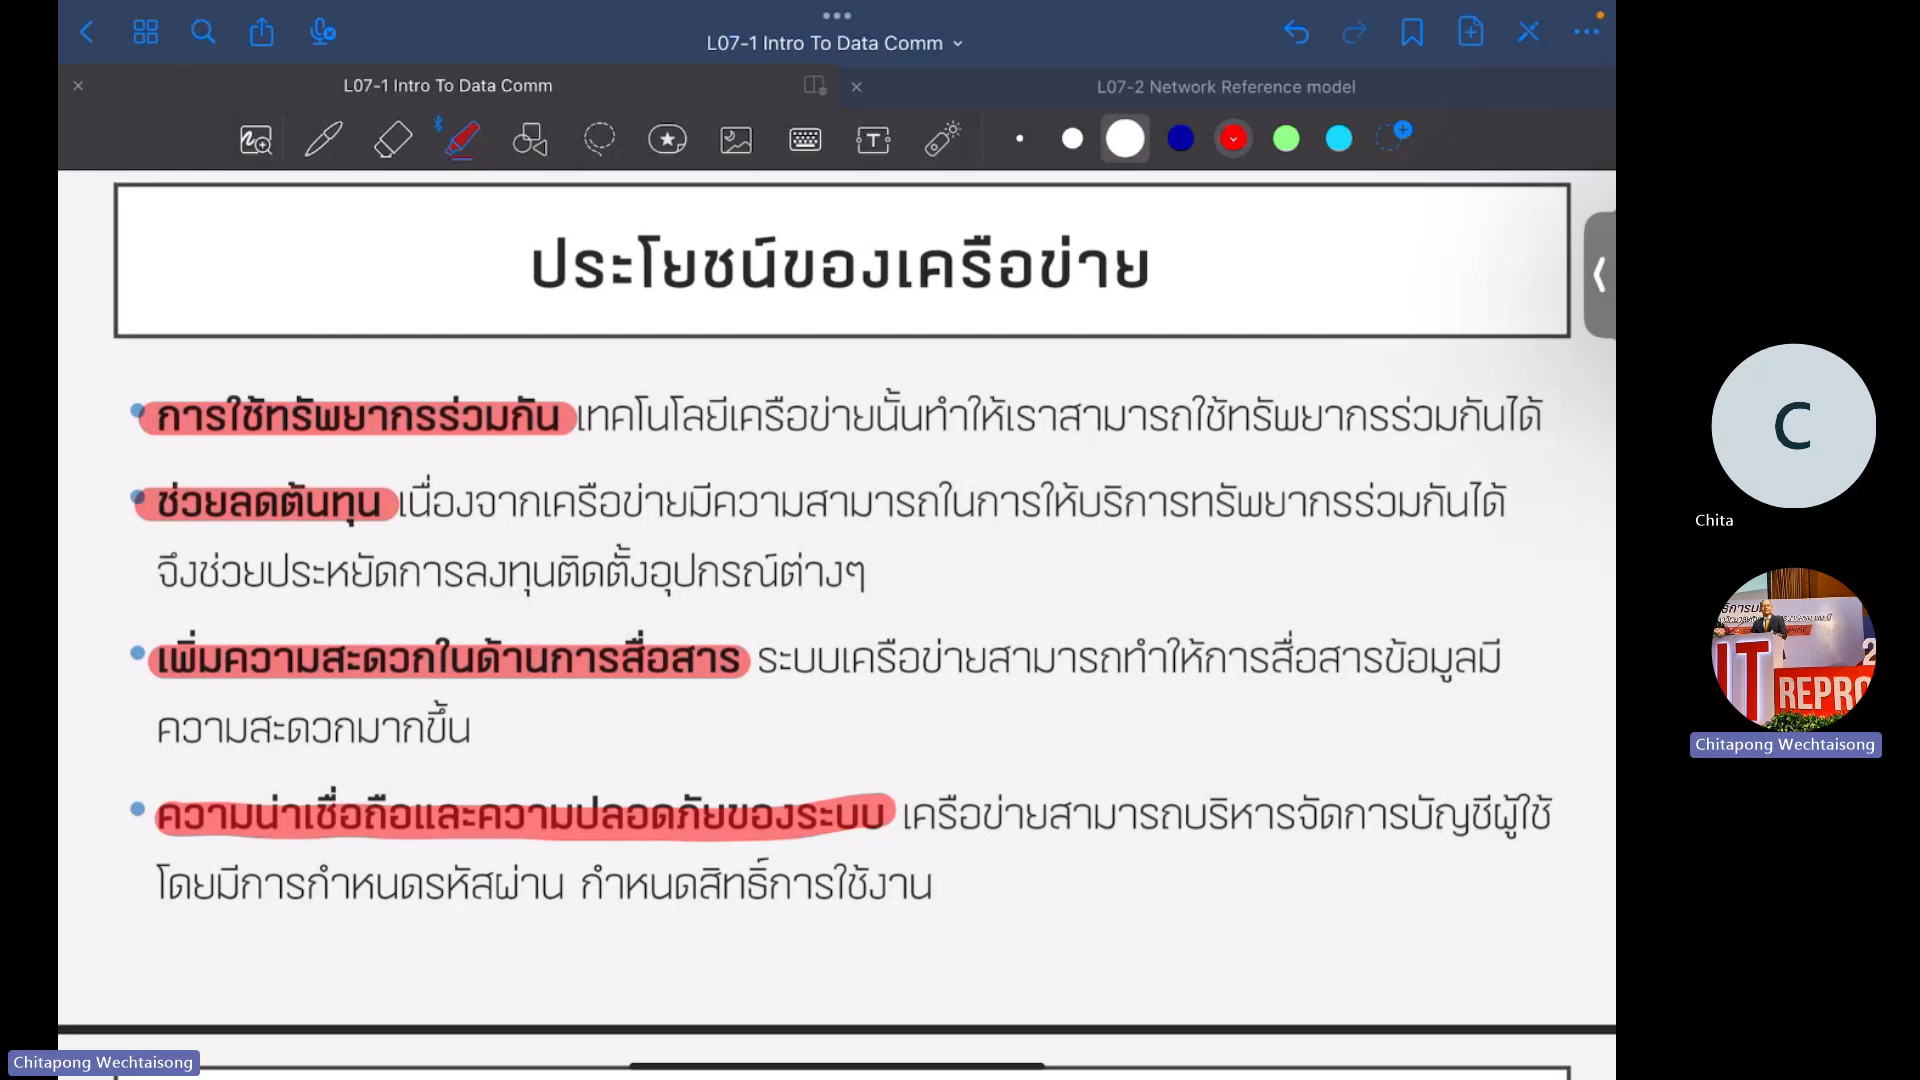 L07-1 Intro To Data Comm
L07-1 Intro To Data Comm
L07-2 Network Reference model
ประโยชน์ของเครือข่าย
การใช้ทรัพยากรร่วมกัน เทคโนโลยีเครือข่ายนั้นทำให้เราสามารถใช้ทรัพยากรร่วมกันได้
ช่วยลดต้นทุน เนื่องจากเครือข่ายมีความสามารถในการให้บริการทรัพยากรร่วมกันได้
จึงช่วยประหยัดการลงทุนติดตั้งอุปกรณ์ต่างๆ
เพิ่มความสะดวกในด้านการสื่อสาร ระบบเครือข่ายสามารถทำให้การสื่อสารข้อมูลมี
ความสะดวกมากขึ้น
ความน่าเชื่อถือและความปลอดภัยของระบบ เครือข่ายสามารถบริหารจัดการบัญชีผู้ใช้
โดยมีการกำหนดรหัสผ่าน กำหนดสิทธิ์การใช้งาน
C
Chita
IT
REPRO
Chitapong Wechtaisong
Chitapong Wechtaisong